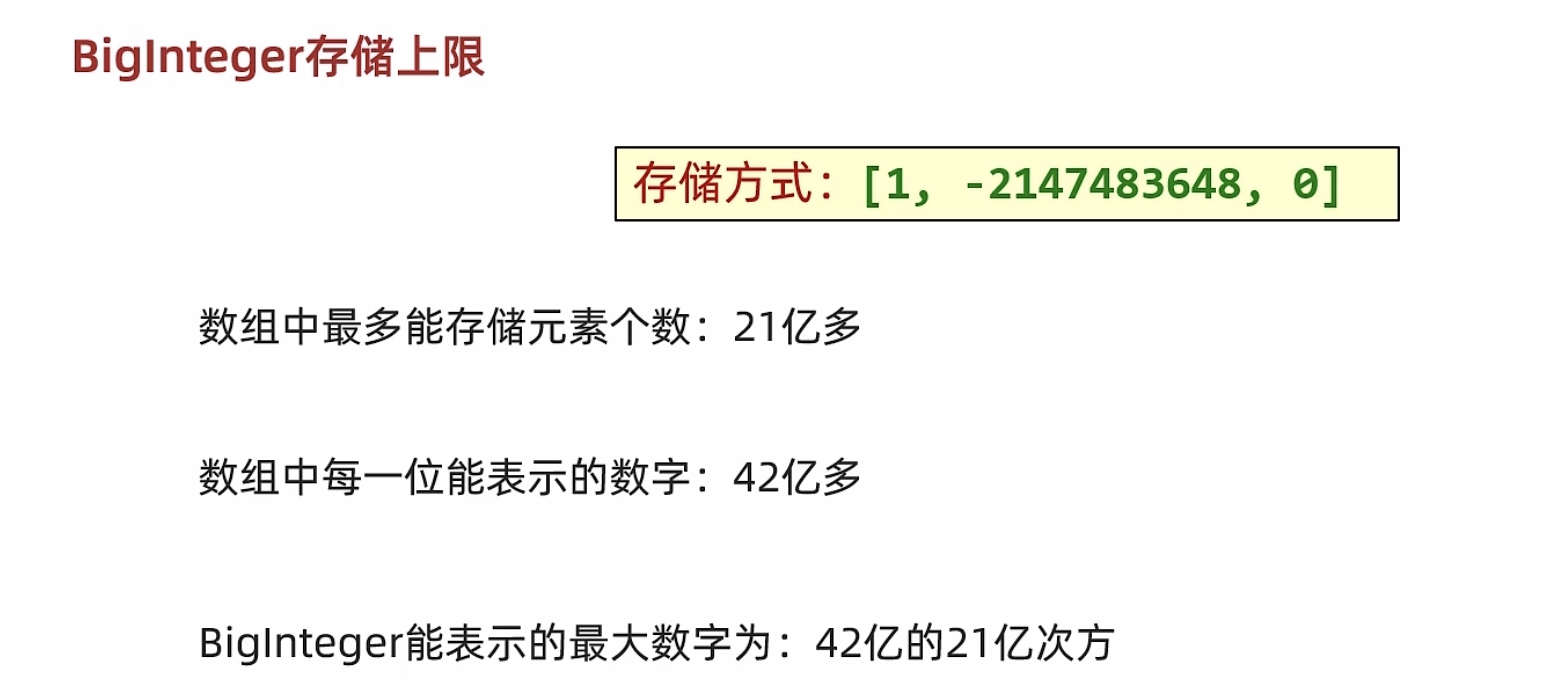 BigInteger存储上限
存储方式：[1, -2147483648, 0]
数组中最多能存储元素个数：21亿多
数组中每一位能表示的数字：42亿多
BigInteger能表示的最大数字为：42亿的21亿次方